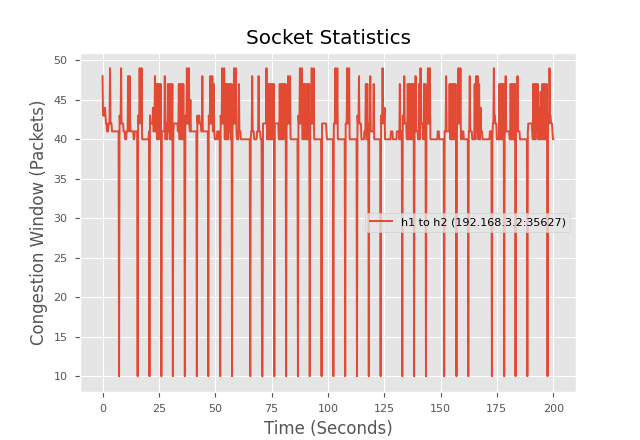 Socket Statistics
50
45
40
35
30
25
20
15
10
Congestion Window (Packets)
h1 to h2 (192.168.3.2:35627)
0 25 50 75 100 125 150 175 200
Time (Seconds)